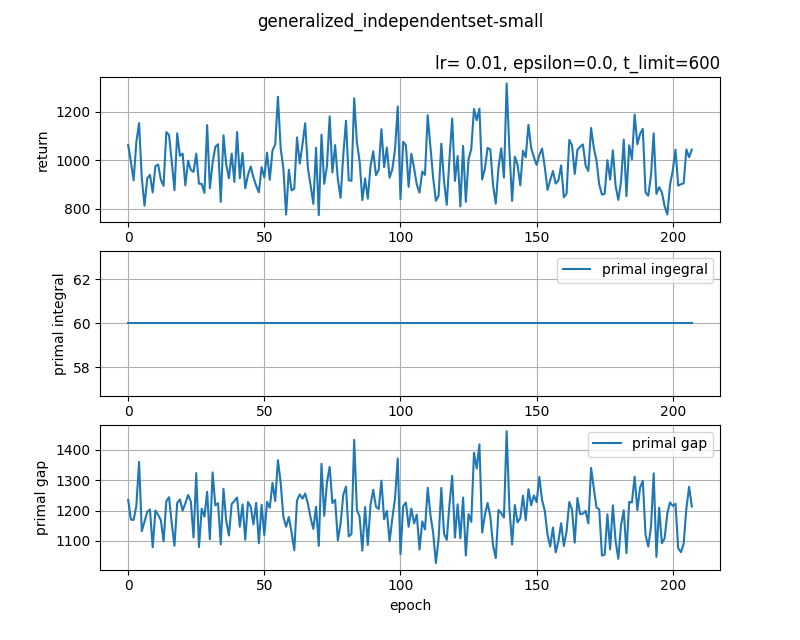 generalized_independentset-small
lr= 0.01, epsilon=0.0, t_limit=600
1200
1000
800
return
0 50 100 150 200
62
60
58
primal integral
primal ingegral
0 50 100 150 200
1400
1300
1200
1100
primal gap
primal gap
0 50 100 150 200
epoch